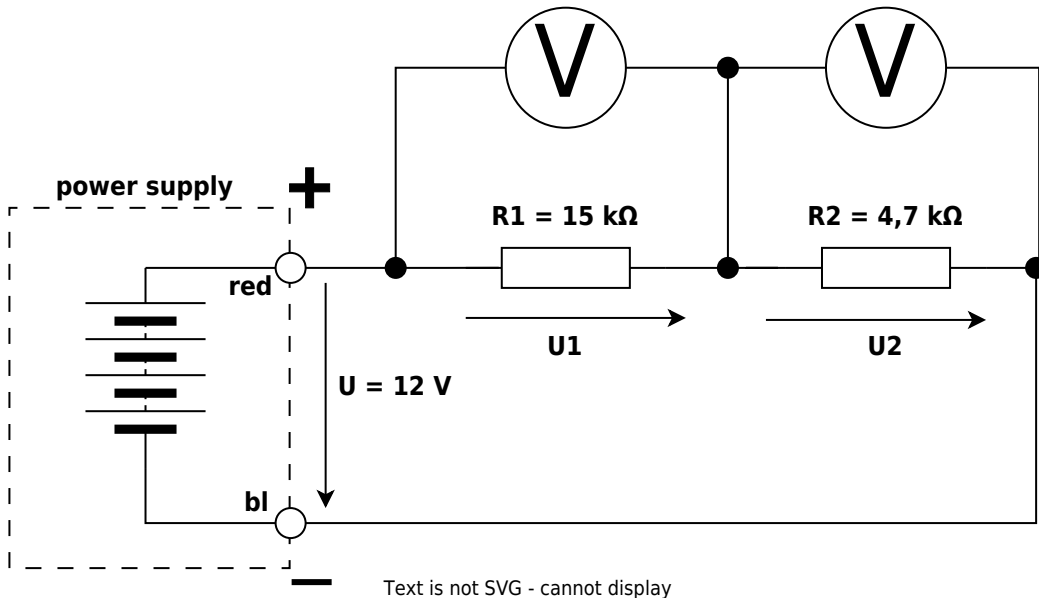 V
V
power supply
+
R1 = 15 kΩ
R2 = 4,7 kΩ
red
U1
U2
U = 12 V
bl
Text is not SVG - cannot display